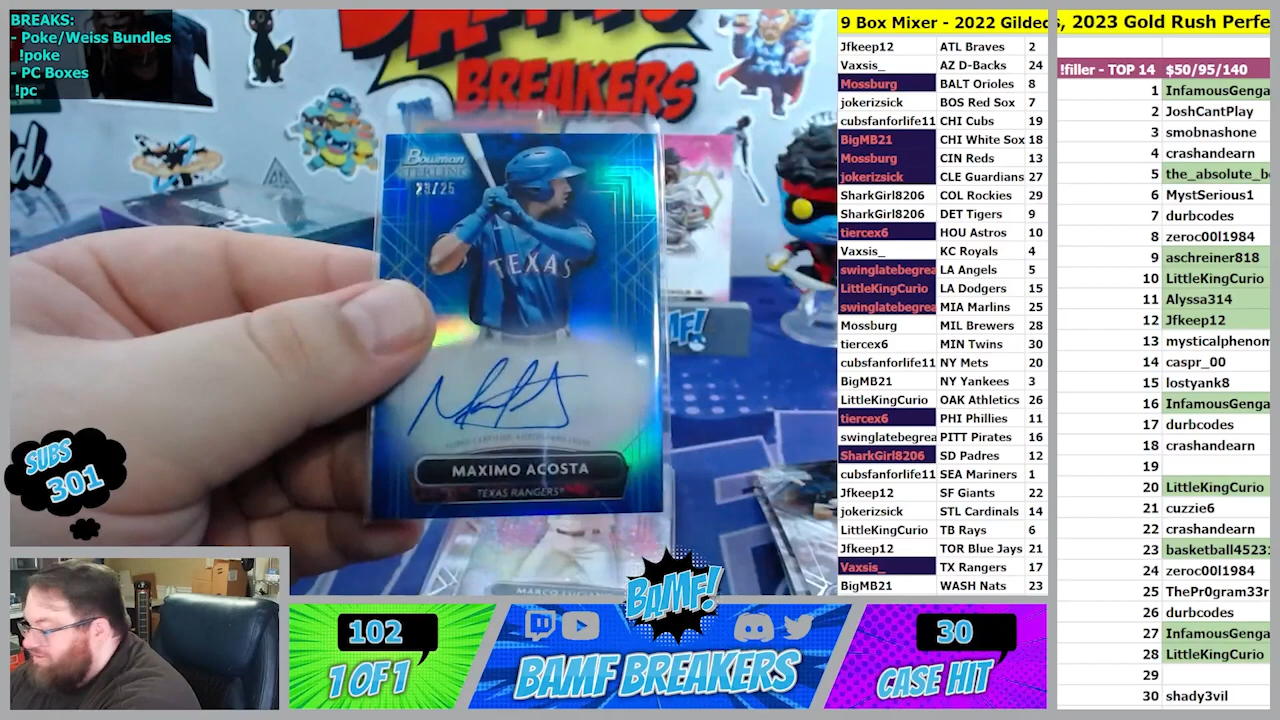 BREAKS:
- Poke/Weiss Bundles
!poke
- PC Boxes
!pc
BREAKERS
Bowman
STERLING
23/25
TEXAS
MAXIMO ACOSTA
TEXAS RANGERS
SUBS
301
102
1 OF 1
BAMF!
BAMF BREAKERS
30
CASE HIT
9 Box Mixer - 2022 Gilded
Jfkeep12 ATL Braves 2
Vaxsis_ AZ D-Backs 24
Mossburg BALT Orioles 8
jokerizsick BOS Red Sox 7
cubsfanforlife11 CHI Cubs 19
BigMB21 CHI White Sox 18
Mossburg CIN Reds 13
jokerizsick CLE Guardians 27
SharkGirl8206 COL Rockies 29
SharkGirl8206 DET Tigers 9
tiercex6 HOU Astros 10
Vaxsis_ KC Royals 4
swinglatebegrea LA Angels 5
LittleKingCurio LA Dodgers 15
swinglatebegrea MIA Marlins 25
Mossburg MIL Brewers 28
tiercex6 MIN Twins 30
cubsfanforlife11 NY Mets 20
BigMB21 NY Yankees 3
LittleKingCurio OAK Athletics 26
tiercex6 PHI Phillies 11
swinglatebegrea PITT Pirates 16
SharkGirl8206 SD Padres 12
cubsfanforlife11 SEA Mariners 1
Jfkeep12 SF Giants 22
jokerizsick STL Cardinals 14
LittleKingCurio TB Rays 6
Jfkeep12 TOR Blue Jays 21
Vaxsis_ TX Rangers 17
BigMB21 WASH Nats 23
s, 2023 Gold Rush Perfe
!filler - TOP 14 $50/95/140
1 InfamousGenga
2 JoshCantPlay
3 smobnashone
4 crashandearn
5 the_absolute_be
6 MystSerious1
7 durbcodes
8 zeroc00l1984
9 aschreiner818
10 LittleKingCurio
11 Alyssa314
12 Jfkeep12
13 mysticalphenom
14 caspr_00
15 lostyank8
16 InfamousGenga
17 durbcodes
18 crashandearn
19
20 LittleKingCurio
21 cuzzie6
22 crashandearn
23 basketball4523
24 zeroc00l1984
25 ThePr0gram33r
26 durbcodes
27 InfamousGenga
28 LittleKingCurio
29
30 shady3vil